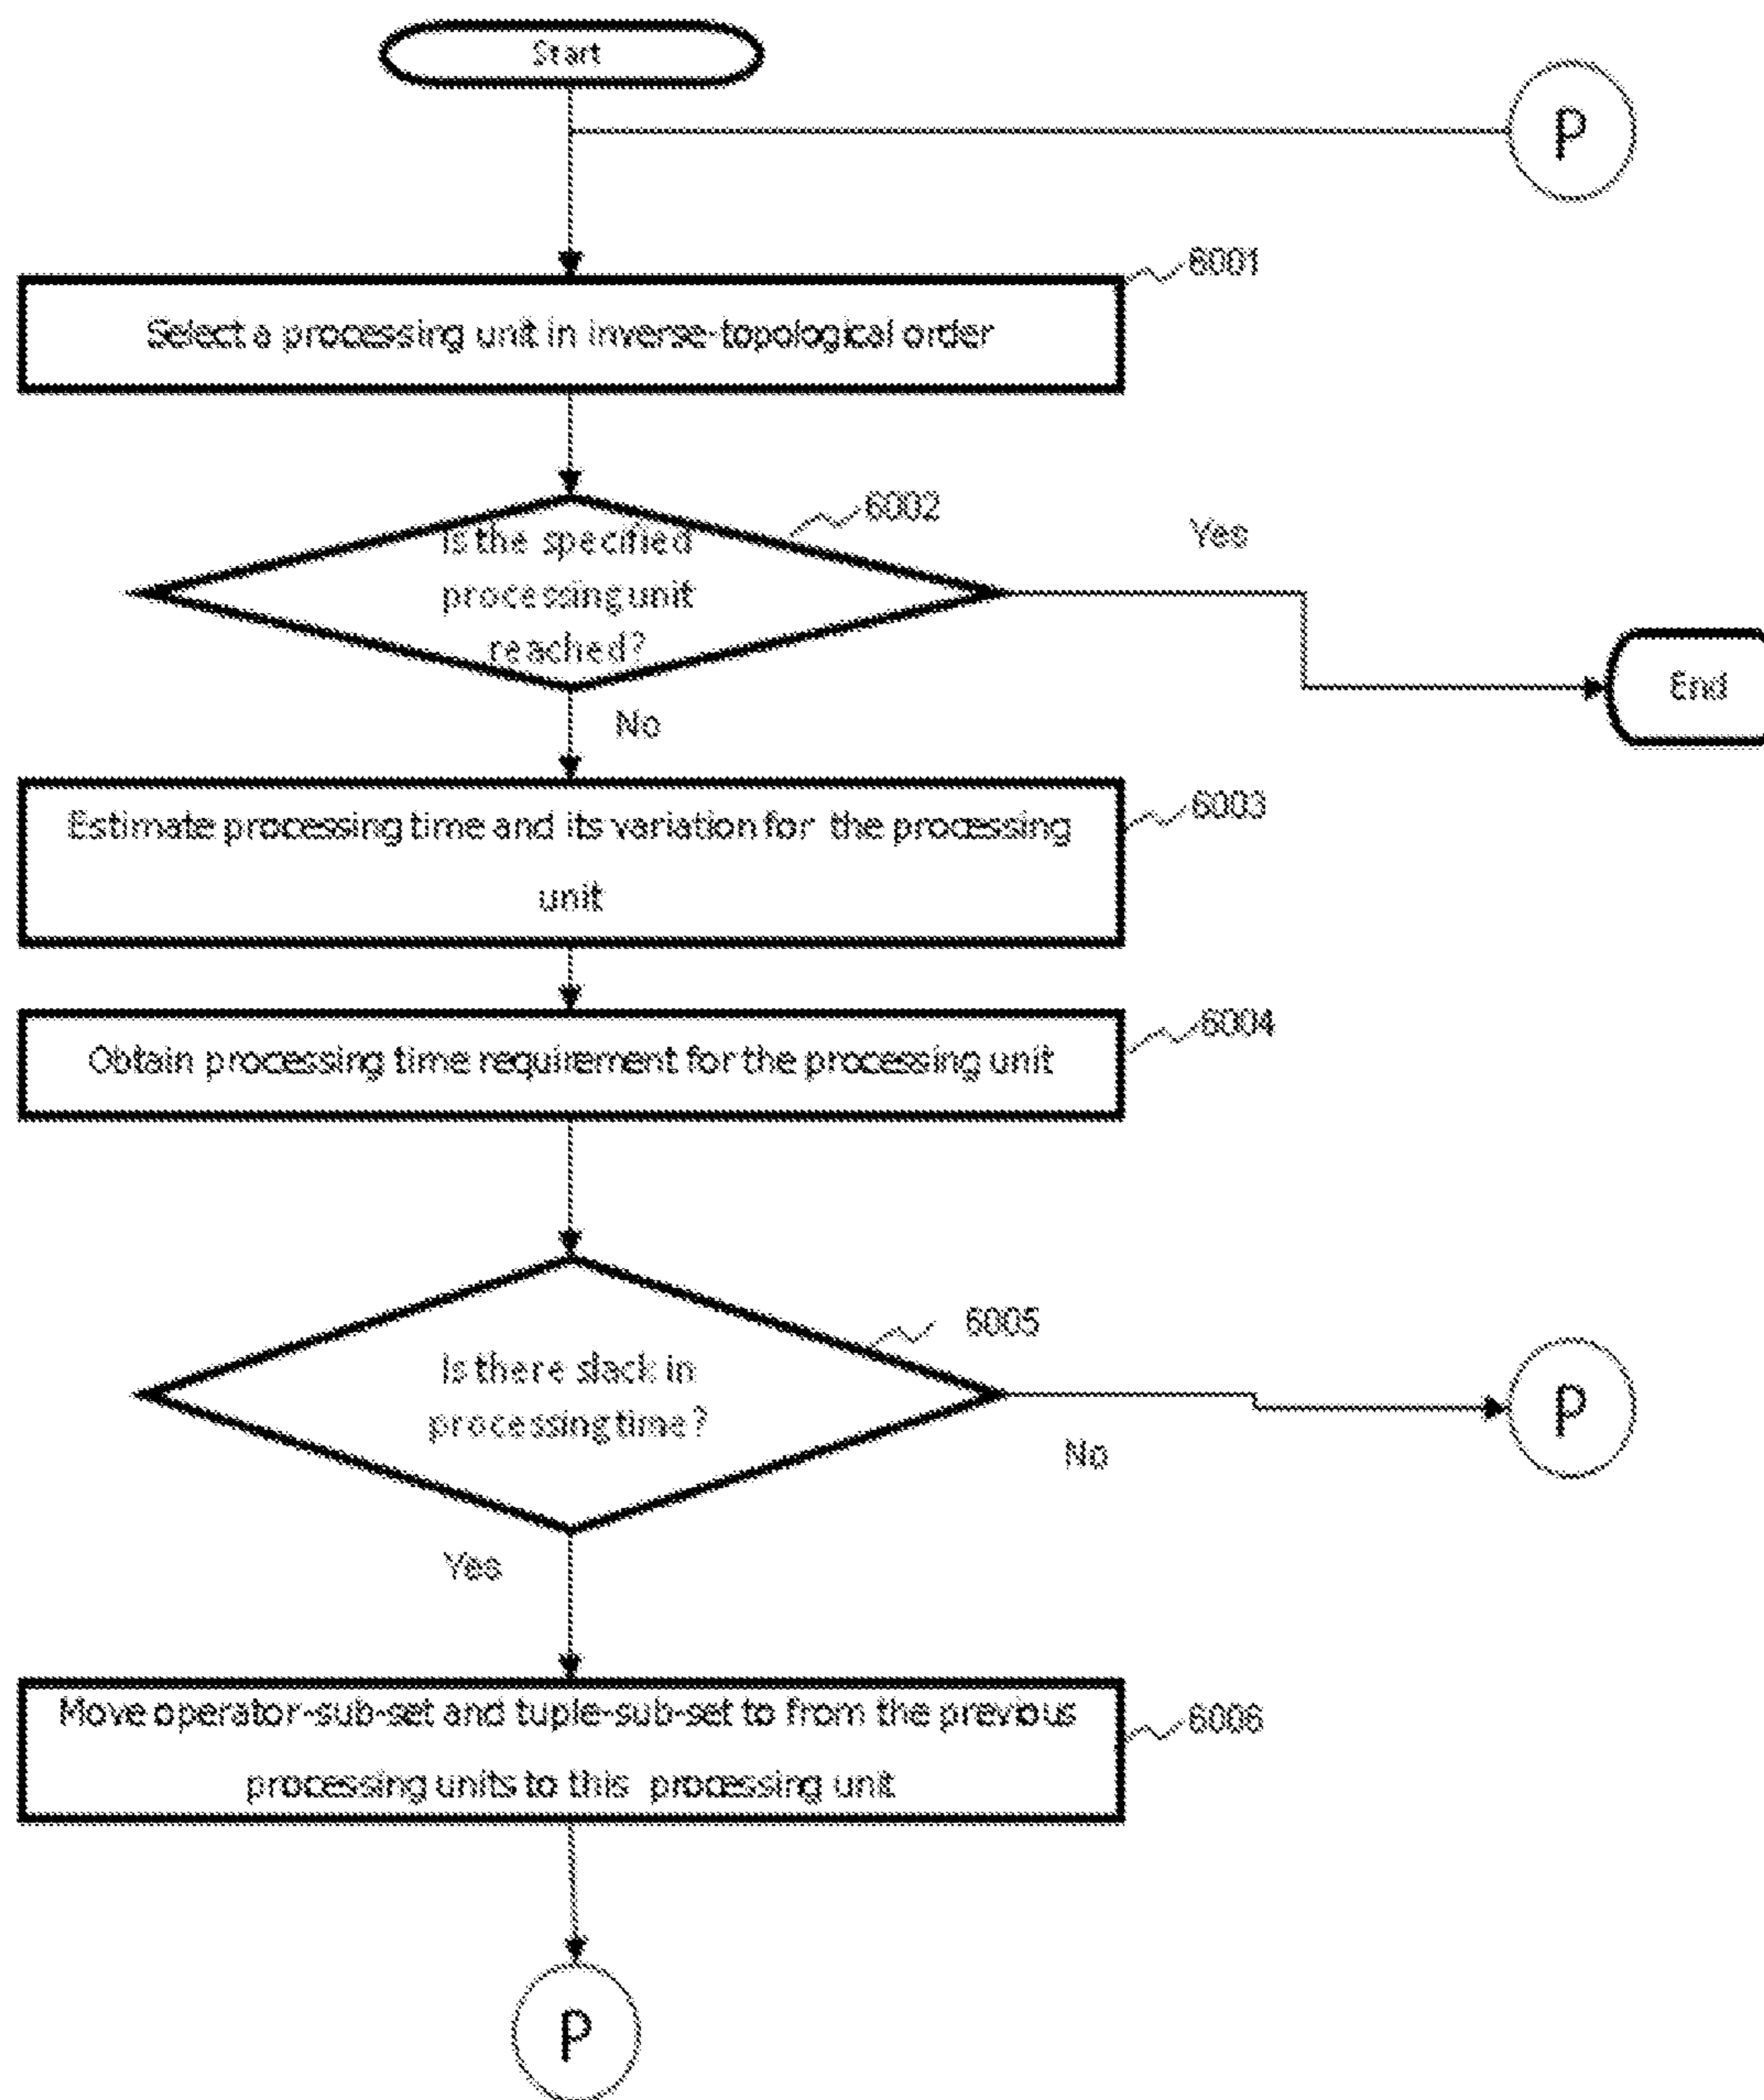 Start
P
6001
Select a processing unit in inverse-topological order
6002
Is the specified
processing unit
reached?
Yes
End
No
6003
Estimate processing time and its variation for the processing
unit
6004
Obtain processing time requirement for the processing unit
6005
Is there slack in
processing time?
P
No
Yes
Move operator-sub-set and tuple-sub-set to from the previous
processing units to this processing unit
6006
P